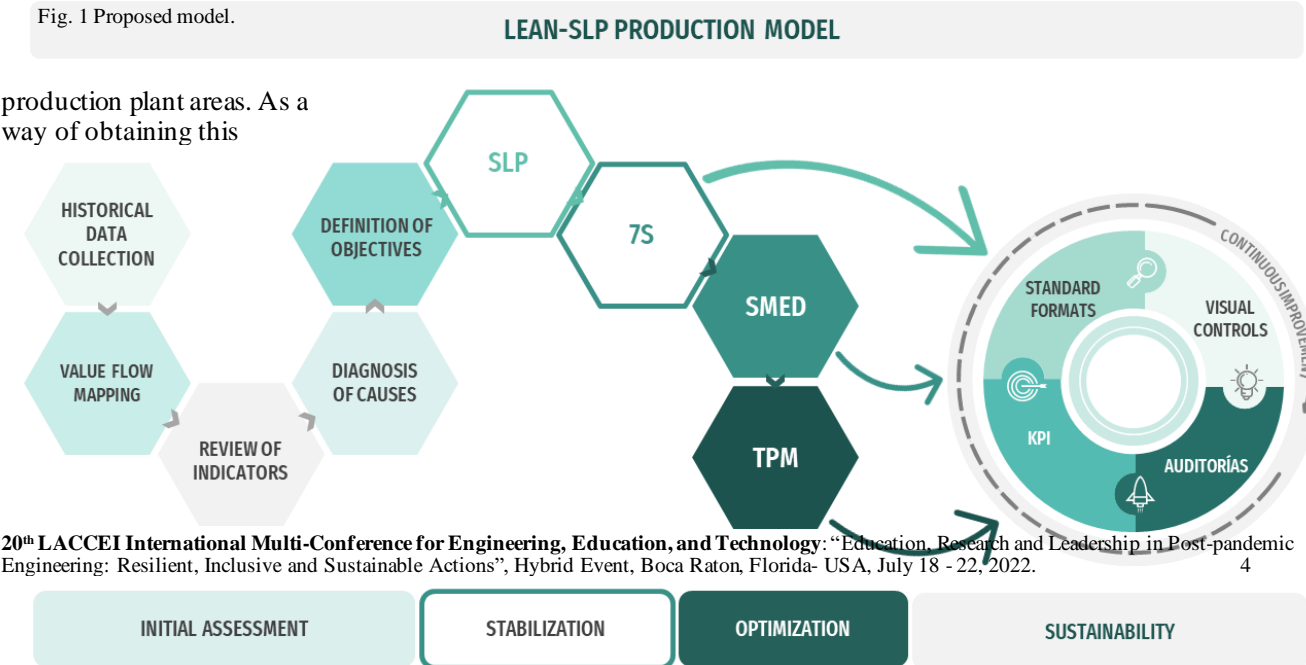 Fig. 1 Proposed model.
LEAN-SLP PRODUCTION MODEL
production plant areas. As a
way of obtaining this
HISTORICAL
DATA
COLLECTION
VALUE FLOW
MAPPING
REVIEW OF
INDICATORS
DIAGNOSIS
OF CAUSES
DEFINITION OF
OBJECTIVES
SLP
7S
SMED
TPM
CONTINUOUS IMPROVEMENT
STANDARD
FORMATS
VISUAL
CONTROLS
KPI
AUDITORÍAS
20th LACCEI International Multi-Conference for Engineering, Education, and Technology: “Education, Research and Leadership in Post-pandemic
Engineering: Resilient, Inclusive and Sustainable Actions”, Hybrid Event, Boca Raton, Florida- USA, July 18 - 22, 2022. 4
INITIAL ASSESSMENT
STABILIZATION
OPTIMIZATION
SUSTAINABILITY